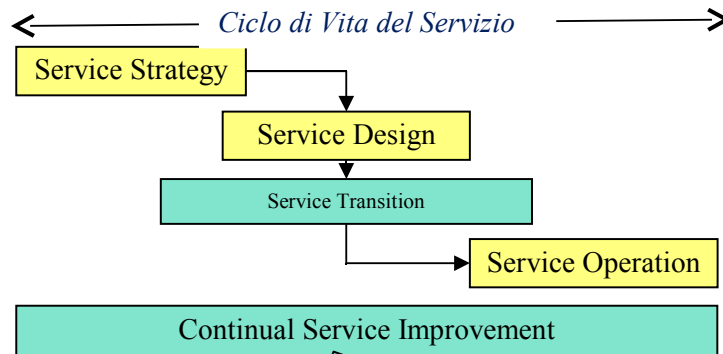 Ciclo di Vita del Servizio
Service Strategy
Service Design
Service Transition
Service Operation
Continual Service Improvement